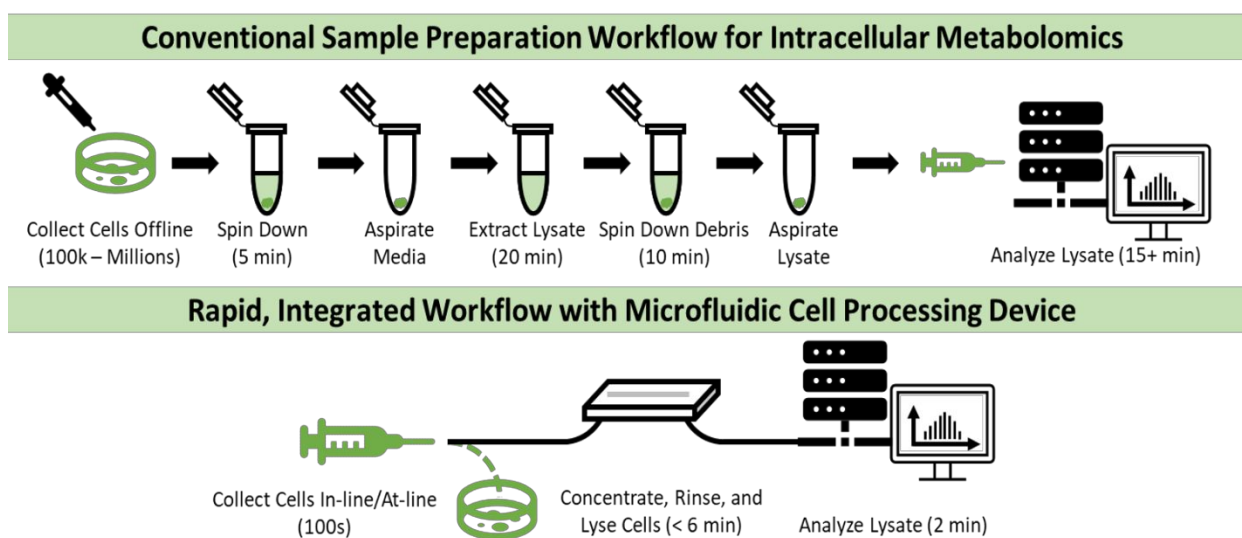 Conventional Sample Preparation Workflow for Intracellular Metabolomics
Collect Cells Offline
(100k – Millions)
Spin Down
(5 min)
Aspirate
Media
Extract Lysate
(20 min)
Spin Down Debris
(10 min)
Aspirate
Lysate
Analyze Lysate (15+ min)
Rapid, Integrated Workflow with Microfluidic Cell Processing Device
Collect Cells In-line/At-line
(100s)
Concentrate, Rinse, and
Lyse Cells (< 6 min)
Analyze Lysate (2 min)